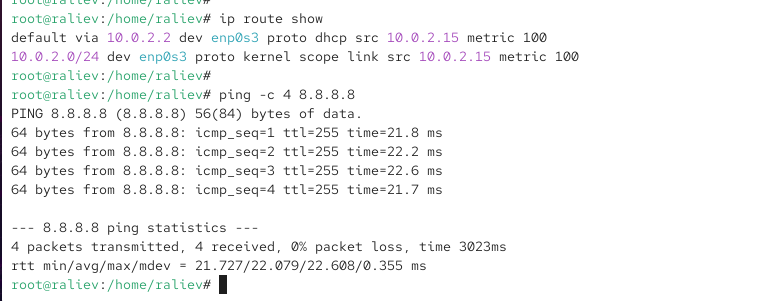 root@raliev:/home/raliev#
root@raliev:/home/raliev# ip route show
default via 10.0.2.2 dev enp0s3 proto dhcp src 10.0.2.15 metric 100
10.0.2.0/24 dev enp0s3 proto kernel scope link src 10.0.2.15 metric 100
root@raliev:/home/raliev#
root@raliev:/home/raliev# ping -c 4 8.8.8.8
PING 8.8.8.8 (8.8.8.8) 56(84) bytes of data.
64 bytes from 8.8.8.8: icmp_seq=1 ttl=255 time=21.8 ms
64 bytes from 8.8.8.8: icmp_seq=2 ttl=255 time=22.2 ms
64 bytes from 8.8.8.8: icmp_seq=3 ttl=255 time=22.6 ms
64 bytes from 8.8.8.8: icmp_seq=4 ttl=255 time=21.7 ms
--- 8.8.8.8 ping statistics ---
4 packets transmitted, 4 received, 0% packet loss, time 3023ms
rtt min/avg/max/mdev = 21.727/22.079/22.608/0.355 ms
root@raliev:/home/raliev#